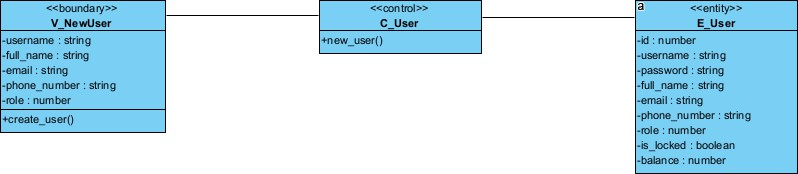 <<boundary>>
V_NewUser
-username : string
-full_name : string
-email : string
-phone_number : string
-role : number
+create_user()
<<control>>
C_User
+new_user()
a
<<entity>>
E_User
-id : number
-username : string
-password : string
-full_name : string
-email : string
-phone_number : string
-role : number
-is_locked : boolean
-balance : number